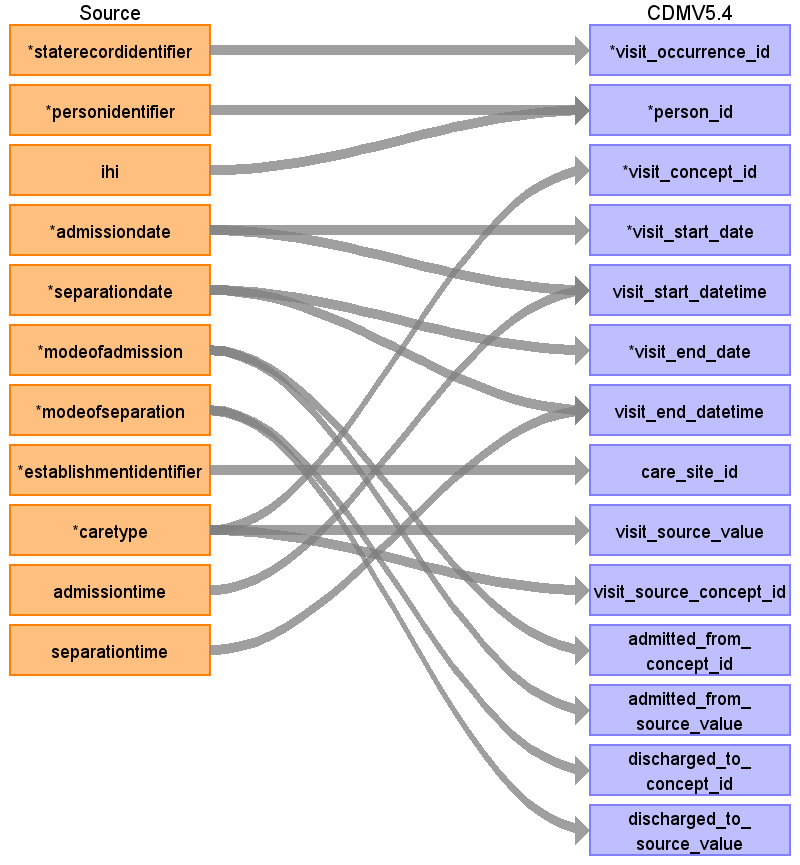 Source
CDMV5.4
*staterecordidentifier
*visit_occurrence_id
*personidentifier
*person_id
ihi
*visit_concept_id
*admissiondate
*visit_start_date
*separationdate
visit_start_datetime
*modeofadmission
*visit_end_date
*modeofseparation
visit_end_datetime
*establishmentidentifier
care_site_id
*caretype
visit_source_value
admissiontime
visit_source_concept_id
separationtime
admitted_from_
concept_id
admitted_from_
source_value
discharged_to_
concept_id
discharged_to_
source_value